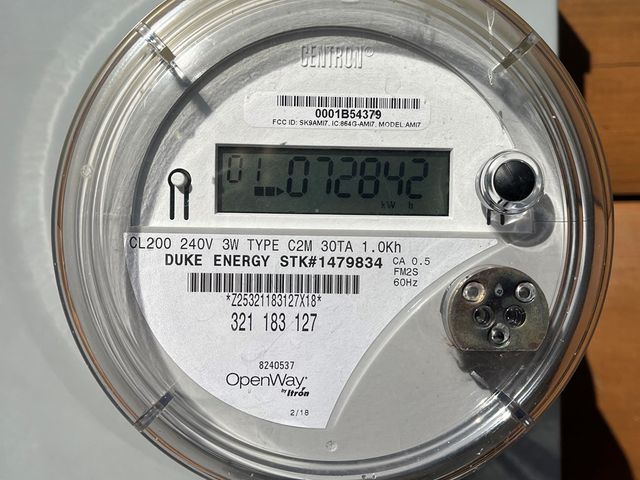 CENTRON®
0001B54379
FCC ID: SK9AMI7, IC:864G-AMI7, MODEL:AMI7
01 072842
kW h
CL200 240V 3W TYPE C2M 30TA 1.0Kh
DUKE ENERGY STK#1479834
CA 0.5
FM2S
60Hz
*Z25321183127X18*
321 183 127
8240537
OpenWay®
by Itron
2/18